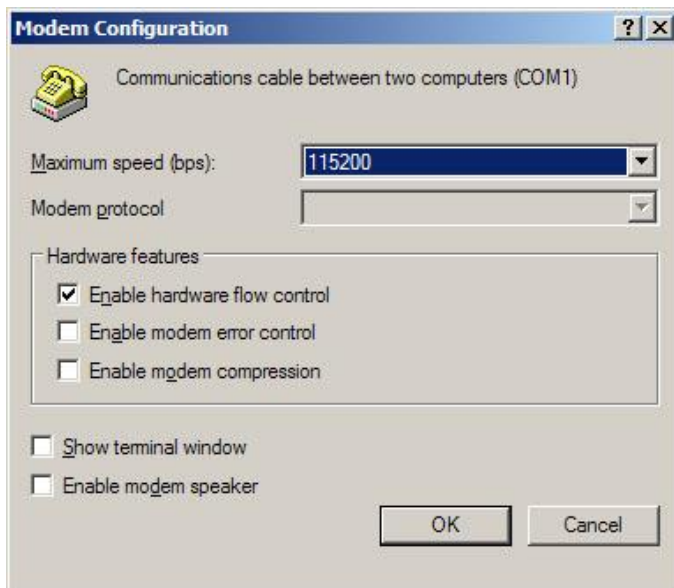 Modem Configuration
Communications cable between two computers (COM1)
Maximum speed (bps): 115200
Modem protocol
Hardware features
Enable hardware flow control
Enable modem error control
Enable modem compression
Show terminal window
Enable modem speaker
OK Cancel